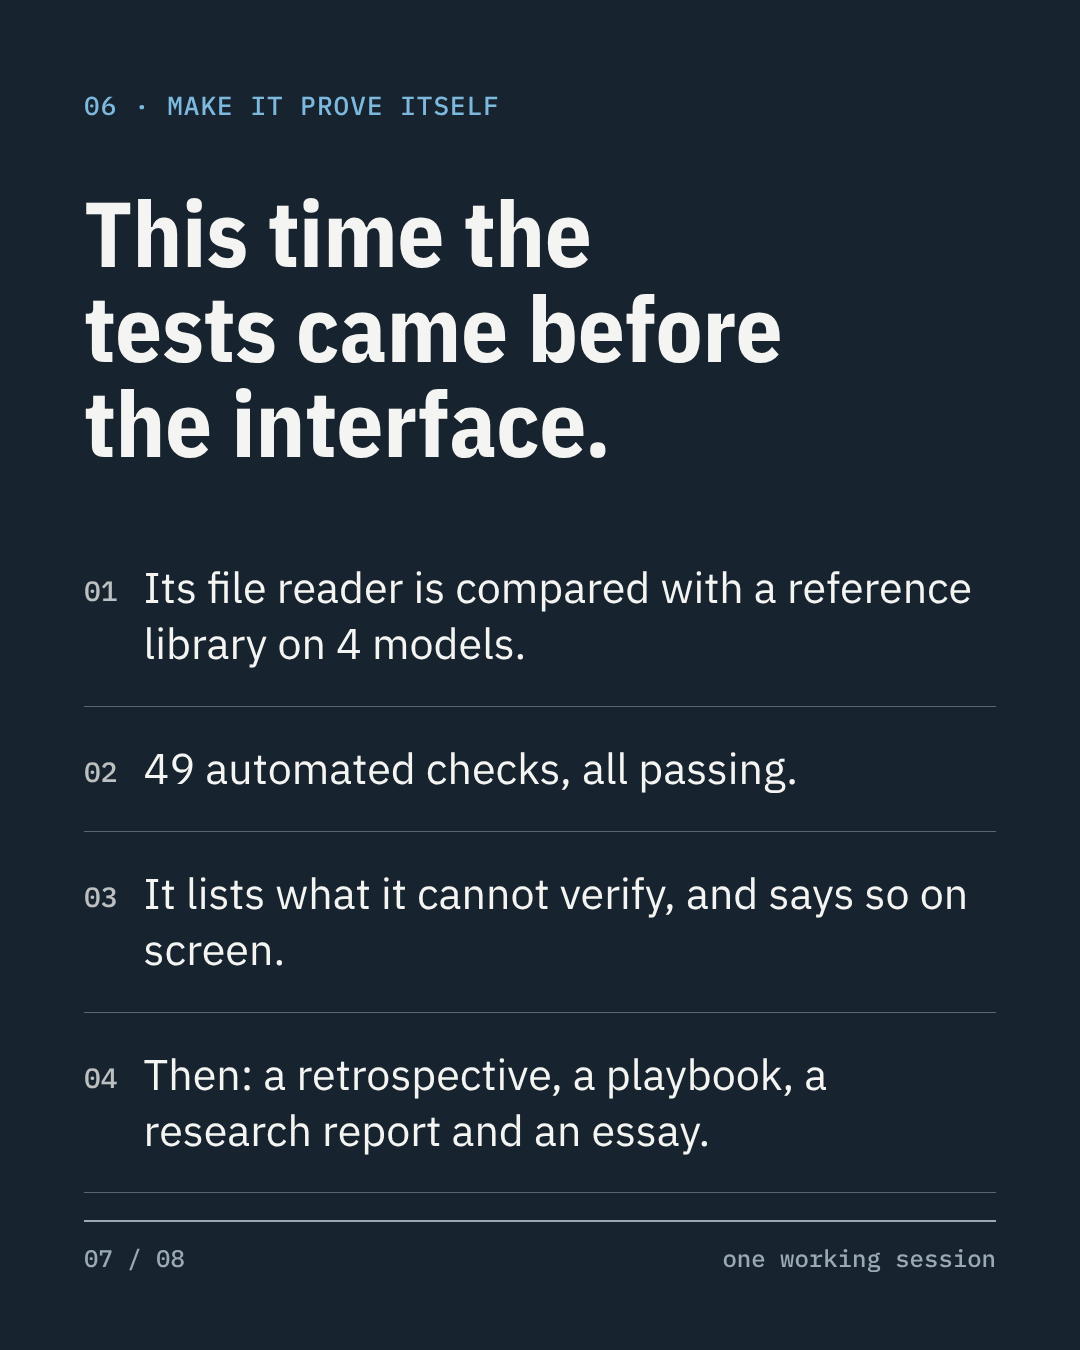 06 · MAKE IT PROVE ITSELF
This time the
tests came before
the interface.
01 Its file reader is compared with a reference
library on 4 models.
02 49 automated checks, all passing.
03 It lists what it cannot verify, and says so on
screen.
04 Then: a retrospective, a playbook, a
research report and an essay.
07 / 08 one working session